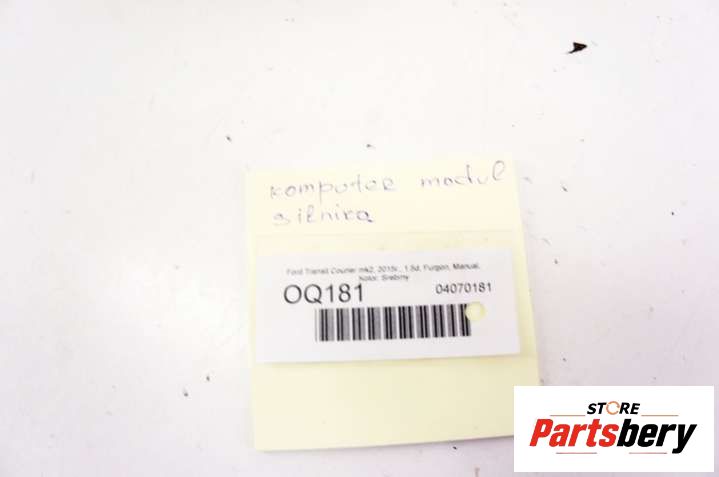 komputer moduł
silnika
Ford Transit Courier mk2, 2015r., 1.5d, Furgon, Manual,
Kolor: Srebrny
OQ181 04070181
STORE
Partsbery